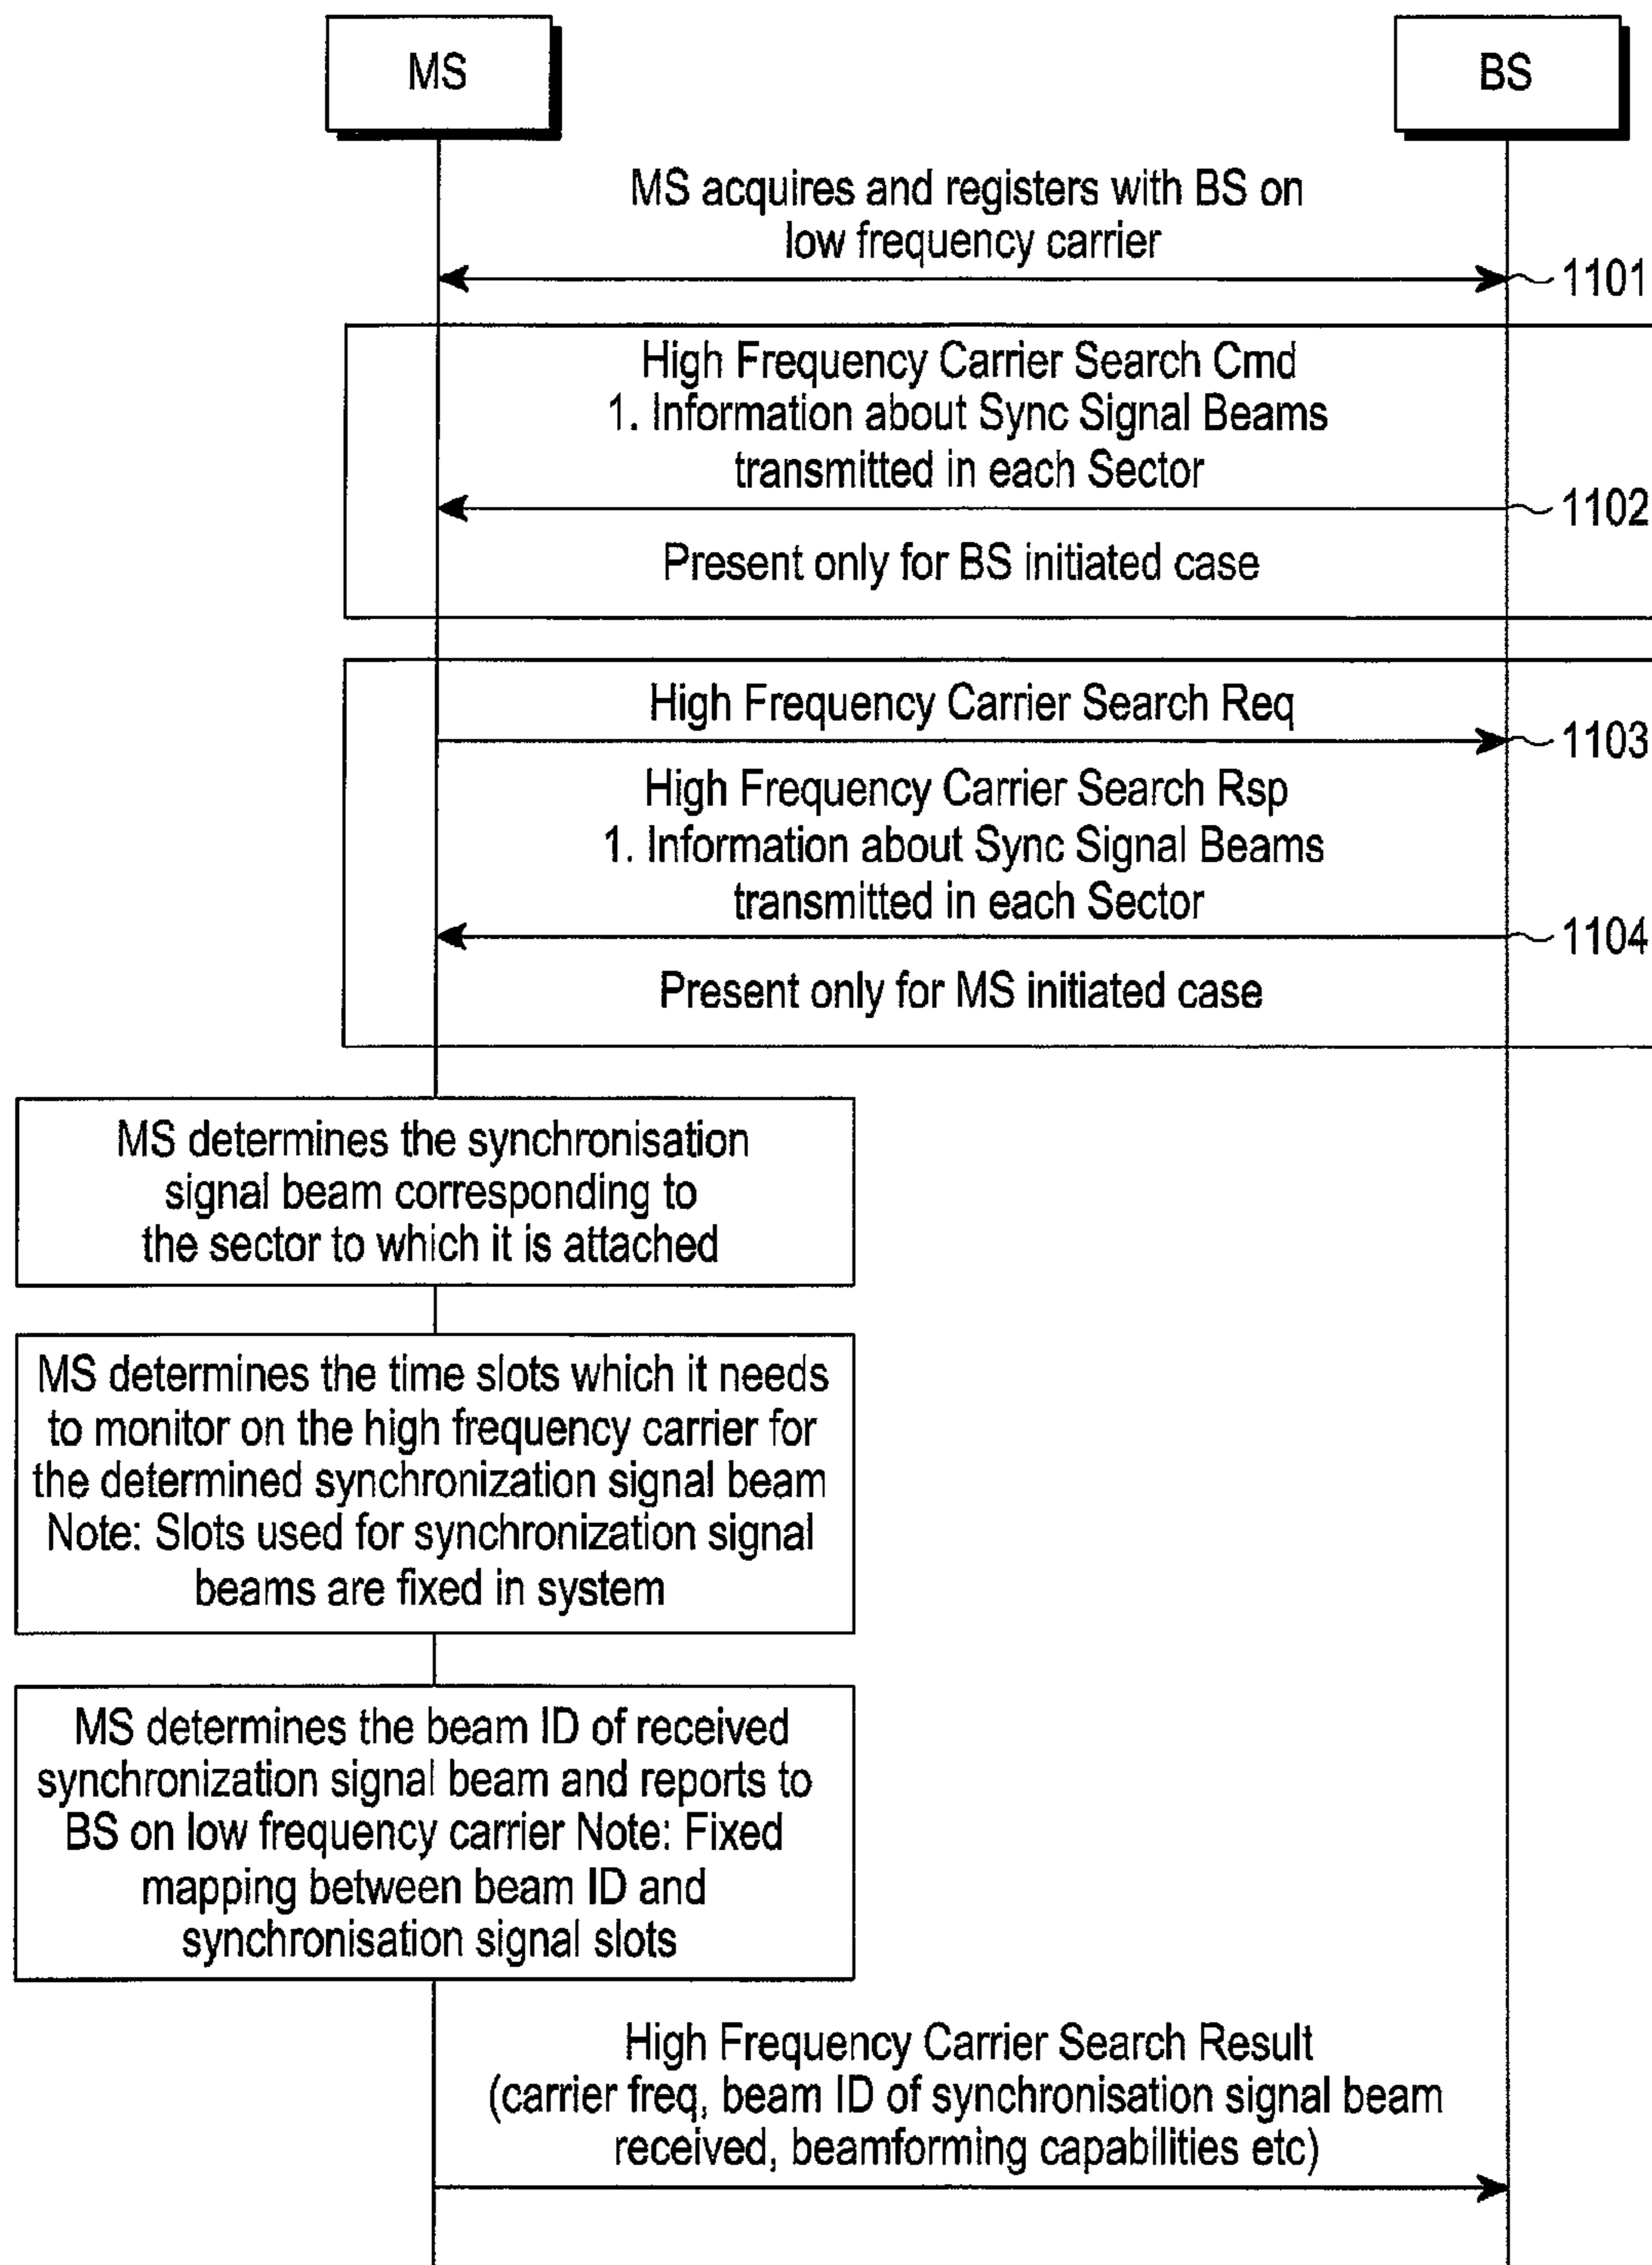 MS
BS
MS acquires and registers with BS on
low frequency carrier
1101
High Frequency Carrier Search Cmd
1. Information about Sync Signal Beams
transmitted in each Sector
1102
Present only for BS initiated case
High Frequency Carrier Search Req
1103
High Frequency Carrier Search Rsp
1. Information about Sync Signal Beams
transmitted in each Sector
1104
Present only for MS initiated case
MS determines the synchronisation
signal beam corresponding to
the sector to which it is attached
MS determines the time slots which it needs
to monitor on the high frequency carrier for
the determined synchronization signal beam
Note: Slots used for synchronization signal
beams are fixed in system
MS determines the beam ID of received
synchronization signal beam and reports to
BS on low frequency carrier Note: Fixed
mapping between beam ID and
synchronisation signal slots
High Frequency Carrier Search Result
(carrier freq, beam ID of synchronisation signal beam
received, beamforming capabilities etc)